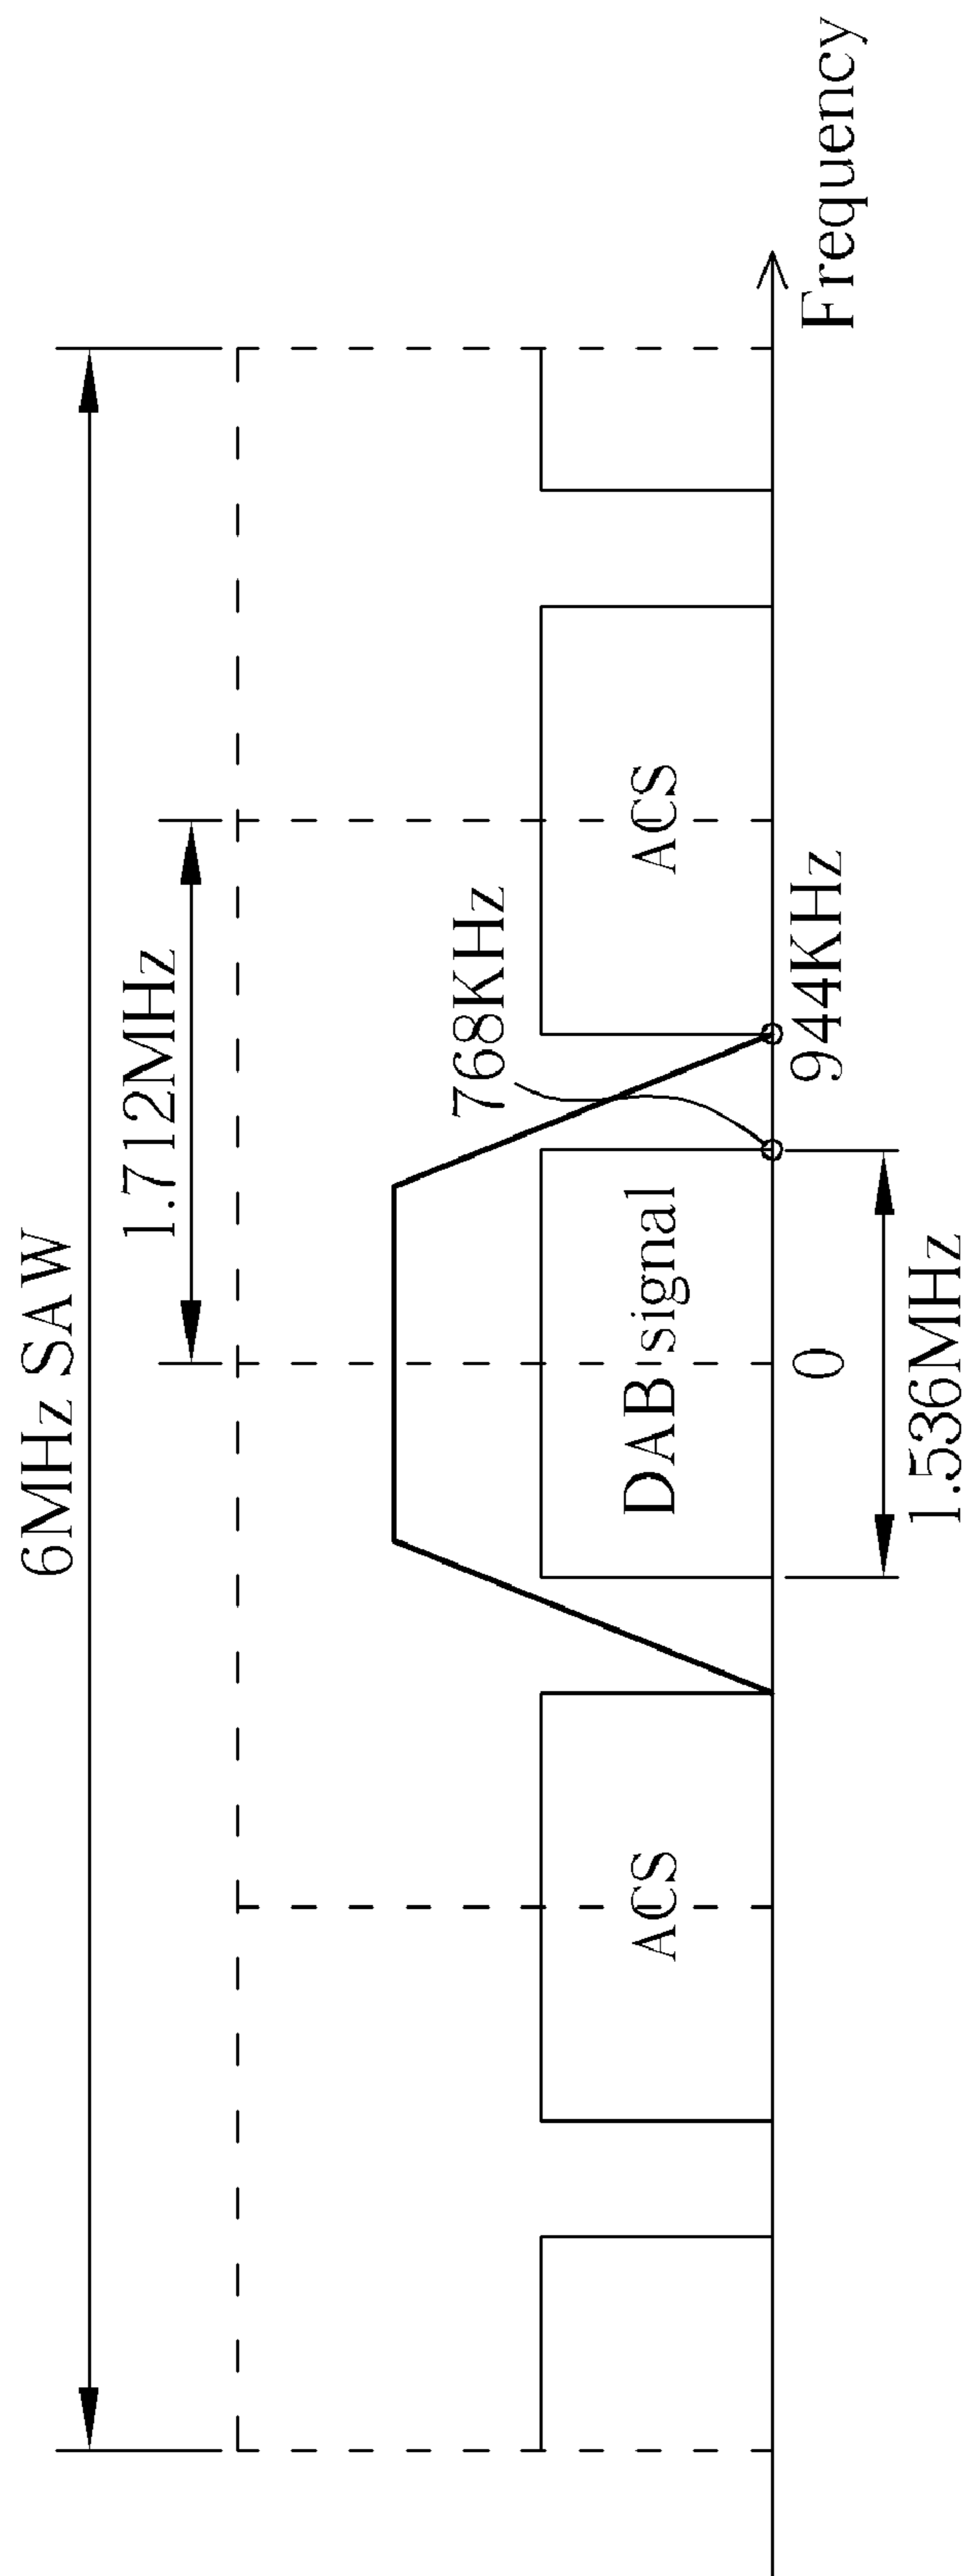 6MHz SAW
1.712MHz
768KHz
ACS
DAB signal
ACS
0
944KHz
Frequency
1.536MHz